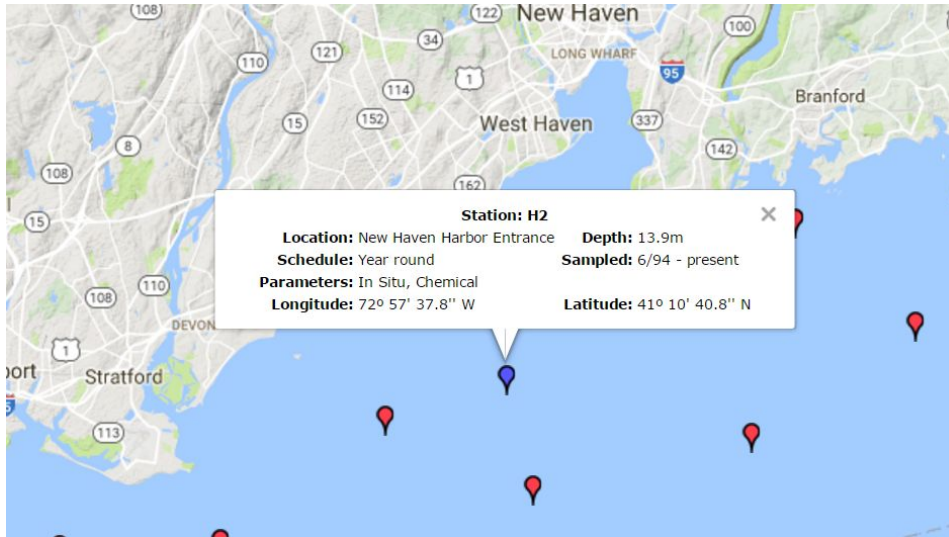 108
122
New Haven
100
34
121
LONG WHARF
110
1
95
114
Branford
15
152
West Haven
337
8
142
108
162
Station: H2
Location: New Haven Harbor Entrance Depth: 13.9m
15
Schedule: Year round Sampled: 6/94 - present
Parameters: In Situ, Chemical
108
110
Longitude: 72º 57' 37.8'' W Latitude: 41º 10' 40.8'' N
DEVON
1
port
Stratford
113